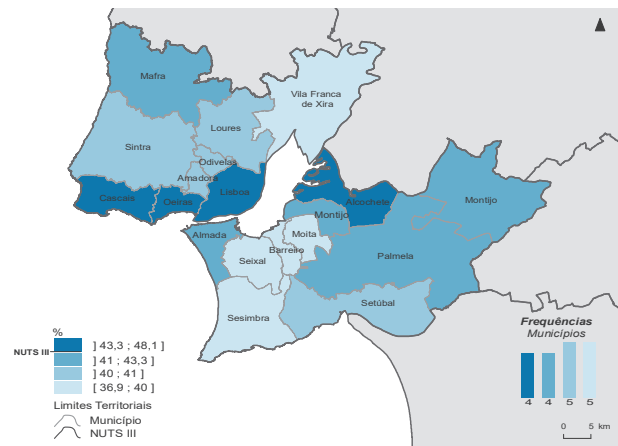 Mafra
Vila Franca
de Xira
Loures
Sintra
Odivelas
Amadora
Cascais
Oeiras
Lisboa
Alcochete
Montijo
Montijo
Almada
Moita
Barreiro
Seixal
Palmela
Setúbal
Sesimbra
%
NUTS III
] 43,3 ; 48,1 ]
] 41 ; 43,3 ]
] 40 ; 41 ]
[ 36,9 ; 40 ]
Limites Territoriais
Município
NUTS III
Frequências
Municípios
4 4 5 5
0 5 km